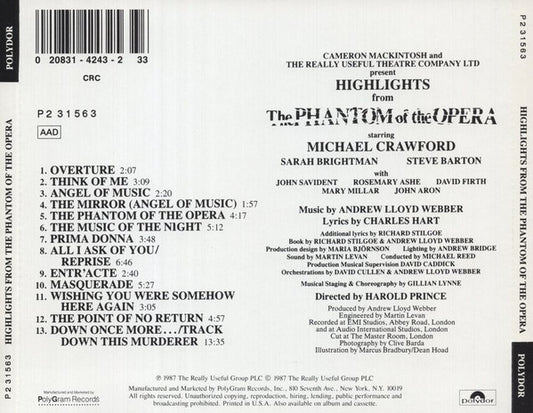 POLYDOR
HIGHLIGHTS FROM THE PHANTOM OF THE OPERA
P2 31563
0 20831-4243-2 33
CRC
P2 31563
AAD
1. OVERTURE 2:07
2. THINK OF ME 3:09
3. ANGEL OF MUSIC 2:20
4. THE MIRROR (ANGEL OF MUSIC) 1:57
5. THE PHANTOM OF THE OPERA 4:17
6. THE MUSIC OF THE NIGHT 5:12
7. PRIMA DONNA 3:48
8. ALL I ASK OF YOU/
REPRISE 6:46
9. ENTR'ACTE 2:40
10. MASQUERADE 5:27
11. WISHING YOU WERE SOMEHOW
HERE AGAIN 3:05
12. THE POINT OF NO RETURN 4:57
13. DOWN ONCE MORE.../TRACK
DOWN THIS MURDERER 13:35
Manufactured and Marketed by
PolyGram Records
CAMERON MACKINTOSH and
THE REALLY USEFUL THEATRE COMPANY LTD
present
HIGHLIGHTS
from
The PHANTOM of the OPERA
starring
MICHAEL CRAWFORD
SARAH BRIGHTMAN STEVE BARTON
with
JOHN SAVIDENT ROSEMARY ASHE DAVID FIRTH
MARY MILLAR JOHN ARON
Music by ANDREW LLOYD WEBBER
Lyrics by CHARLES HART
Additional lyrics by RICHARD STILGOE
Book by RICHARD STILGOE & ANDREW LLOYD WEBBER
Production design by MARIA BJÖRNSON Lighting by ANDREW BRIDGE
Sound by MARTIN LEVAN Conducted by MICHAEL REED
Production Musical Supervision DAVID CADDICK
Orchestrations by DAVID CULLEN & ANDREW LLOYD WEBBER
Musical Staging & Choreography by GILLIAN LYNNE
Directed by HAROLD PRINCE
Produced by Andrew Lloyd Webber
Engineered by Martin Levan
Recorded at EMI Studios, Abbey Road, London
and at Audio International Studios, London
Cut at The Master Room, London
Photography by Clive Barda
Illustration by Marcus Bradbury/Dean Hoad
℗ 1987 The Really Useful Group PLC © 1987 The Really Useful Group PLC
Manufactured and Marketed by PolyGram Records, Inc., 810 Seventh Ave., New York, N.Y. 10019
All rights reserved. Unauthorized copying, reproduction, hiring, lending, public performance and
broadcasting prohibited. Printed in U.S.A. Also available on album and cassette.
Polydor
P2 31563
HIGHLIGHTS FROM THE PHANTOM OF THE OPERA
POLYDOR